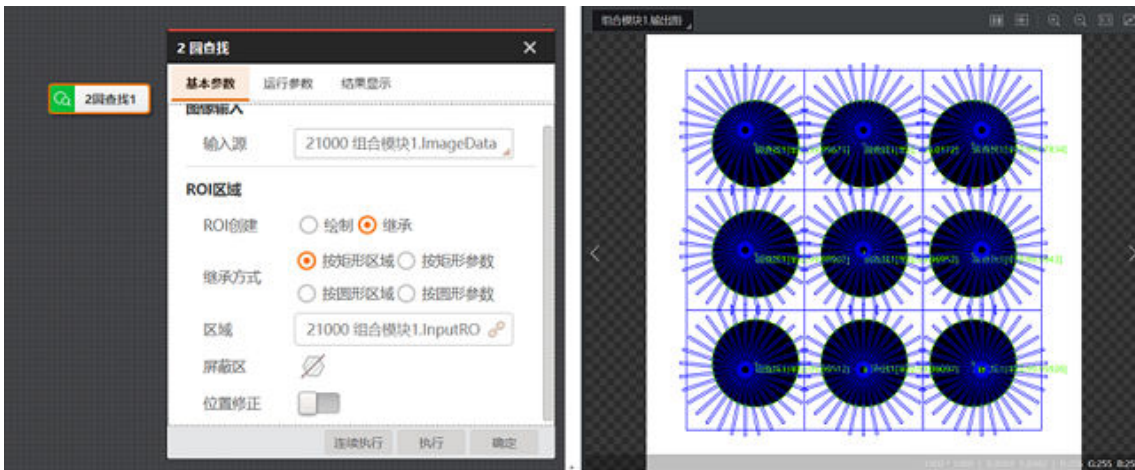 2圆查找1
2 圆查找
基本参数 运行参数 结果显示
图像输入
输入源 21000 组合模块1.ImageData
ROI区域
ROI创建 绘制 继承
继承方式 按矩形区域 按矩形参数
按圆形区域 按圆形参数
区域 21000 组合模块1.InputRO
屏蔽区
位置修正
连续执行 执行 确定
组合模块1.输出图